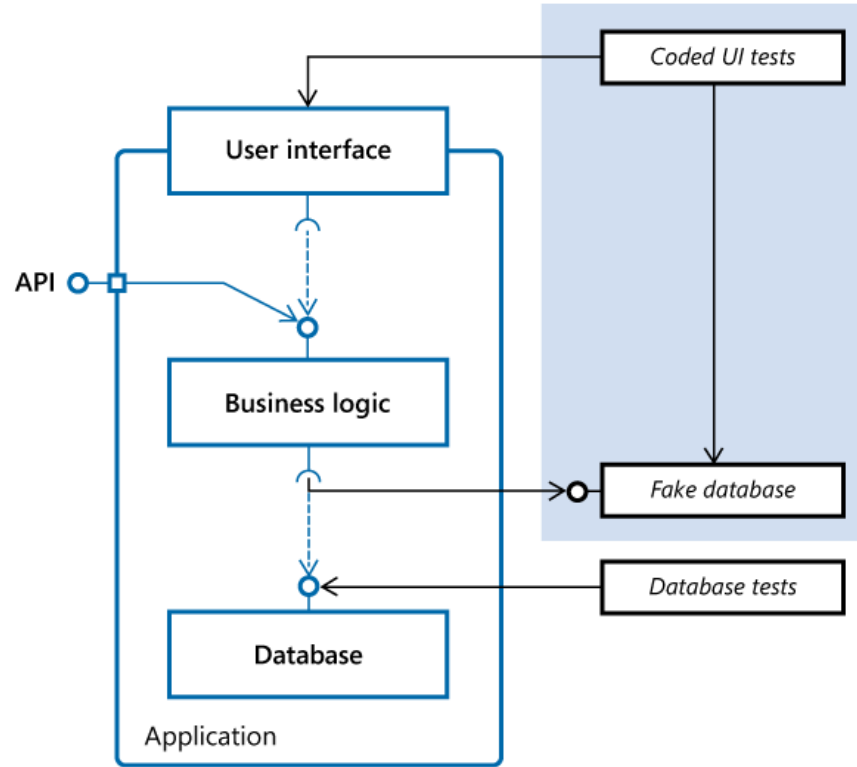 Coded UI tests
User interface
API
Business logic
Fake database
Database tests
Database
Application